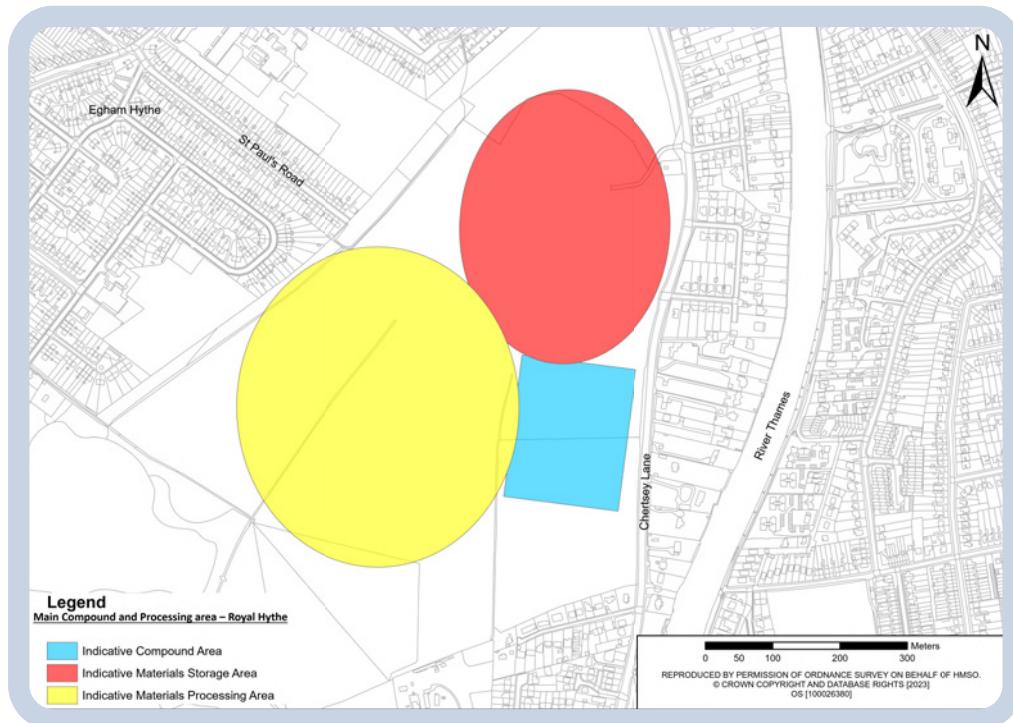 N
Egham Hythe
St Paul's Road
River Thames
Chertsey Lane
Legend
Main Compound and Processing area – Royal Hythe
Indicative Compound Area
Indicative Materials Storage Area
Indicative Materials Processing Area
Meters
0 50 100 200 300
REPRODUCED BY PERMISSION OF ORDNANCE SURVEY ON BEHALF OF HMSO.
© CROWN COPYRIGHT AND DATABASE RIGHTS [2023]
OS [100026380]